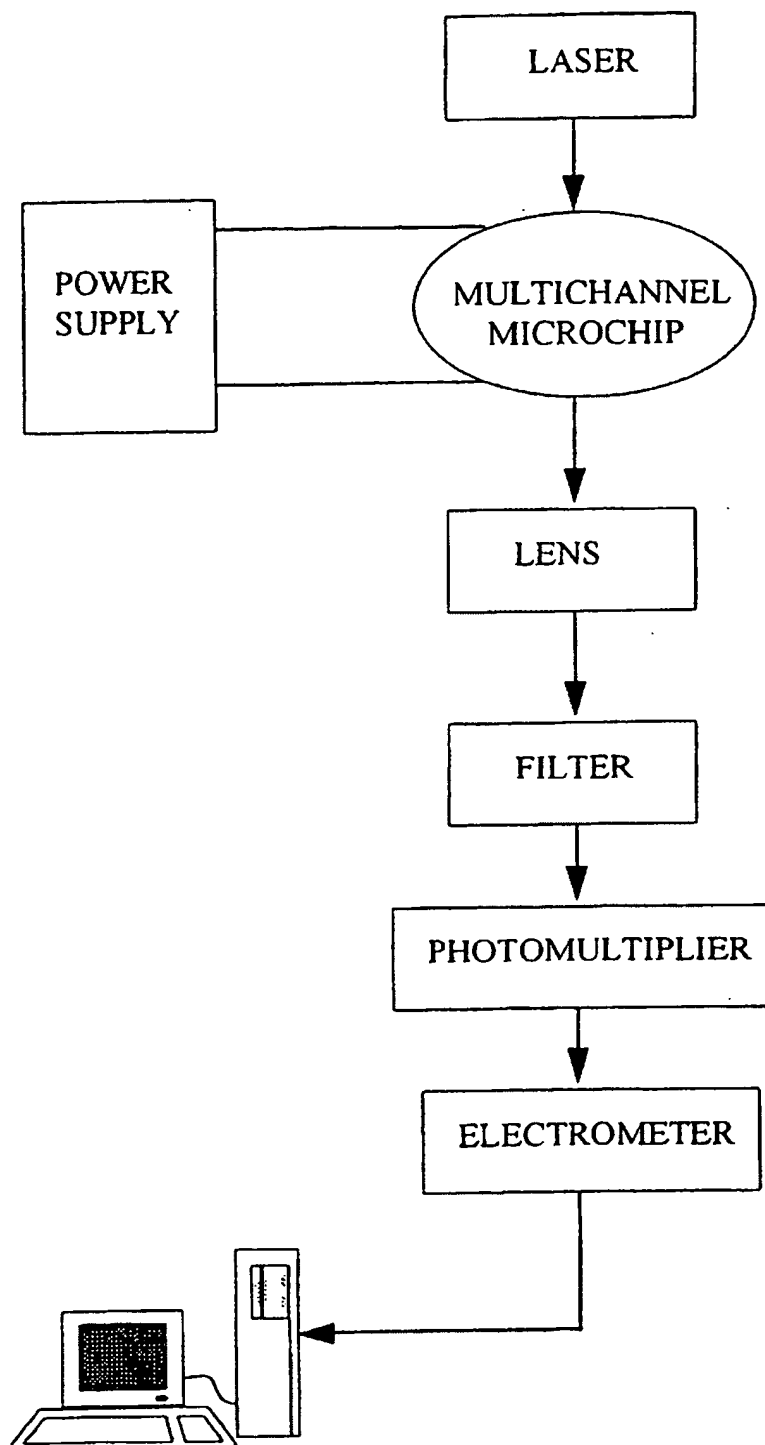 LASER
POWER
SUPPLY
MULTICHANNEL
MICROCHIP
LENS
FILTER
PHOTOMULTIPLIER
ELECTROMETER